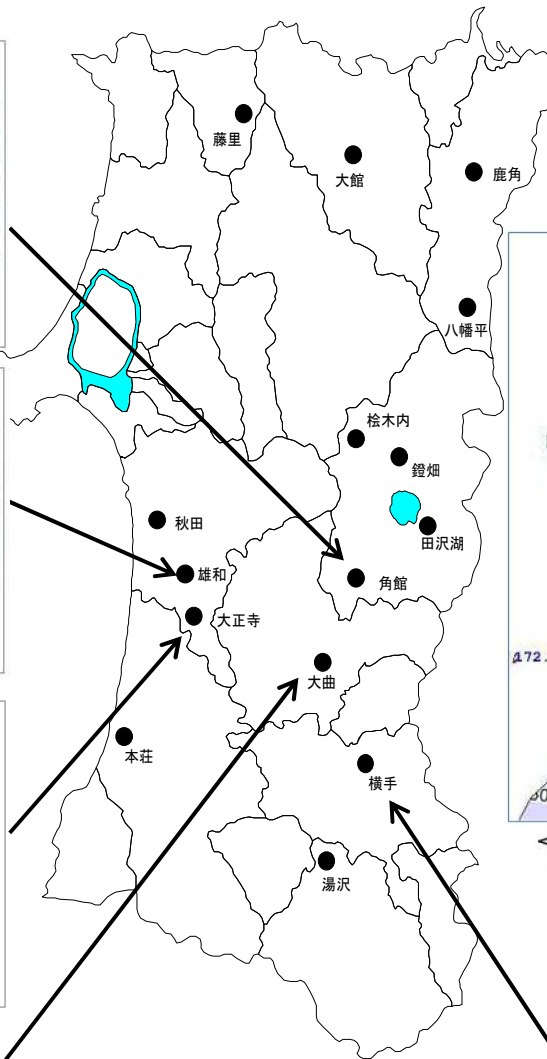 藤里
大館
鹿角
八幡平
桧木内
鎧畑
秋田
田沢湖
雄和
角館
大正寺
172.
大曲
本荘
横手
湯沢